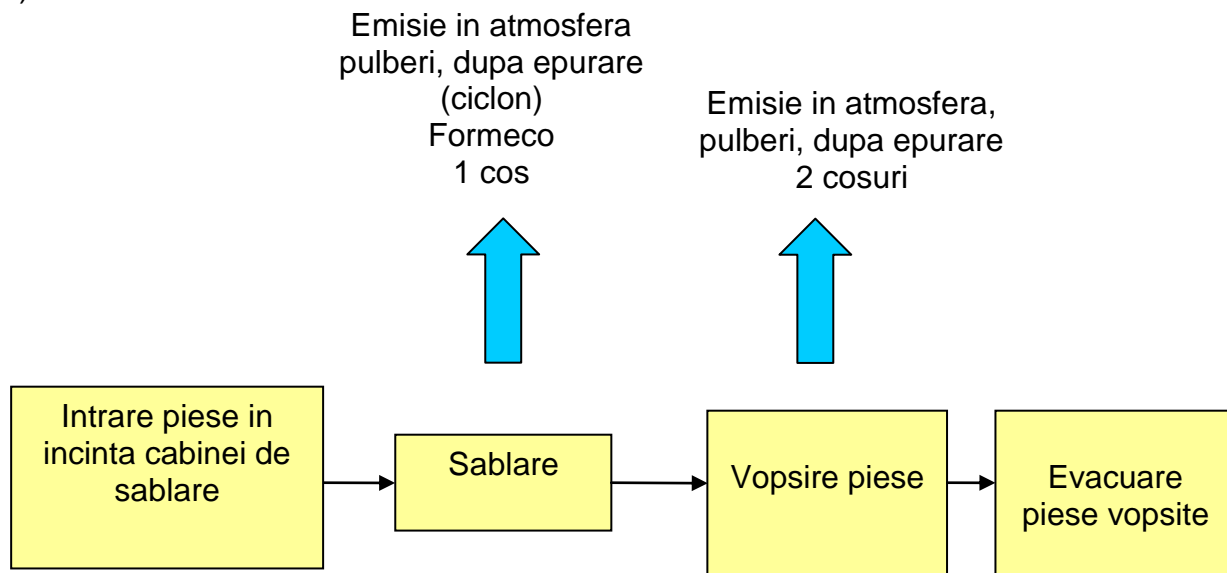 )
Emisie in atmosfera
pulberi, dupa epurare
(ciclon)
Formeco
1 cos
Emisie in atmosfera,
pulberi, dupa epurare
2 cosuri
Intrare piese in
incinta cabinei de
sablare
Sablare
Vopsire piese
Evacuare
piese vopsite